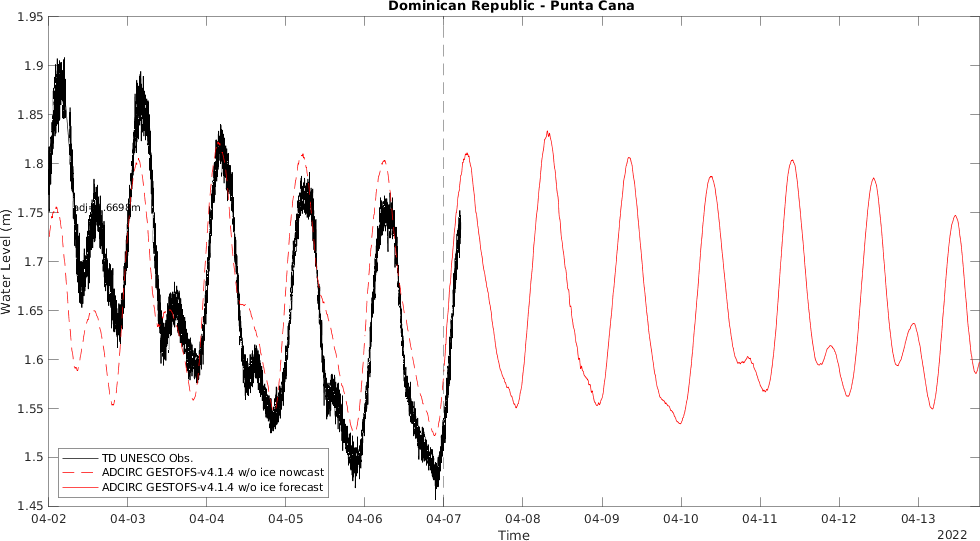 Dominican Republic - Punta Cana
1.95
1.9
1.85
1.8
1.75
1.7
1.65
1.6
1.55
1.5
1.45
Water Level (m)
TD UNESCO Obs.
ADCIRC GESTOFS-v4.1.4 w/o ice nowcast
ADCIRC GESTOFS-v4.1.4 w/o ice forecast
04-02 04-03 04-04 04-05 04-06 04-07 04-08 04-09 04-10 04-11 04-12 04-13
Time
2022